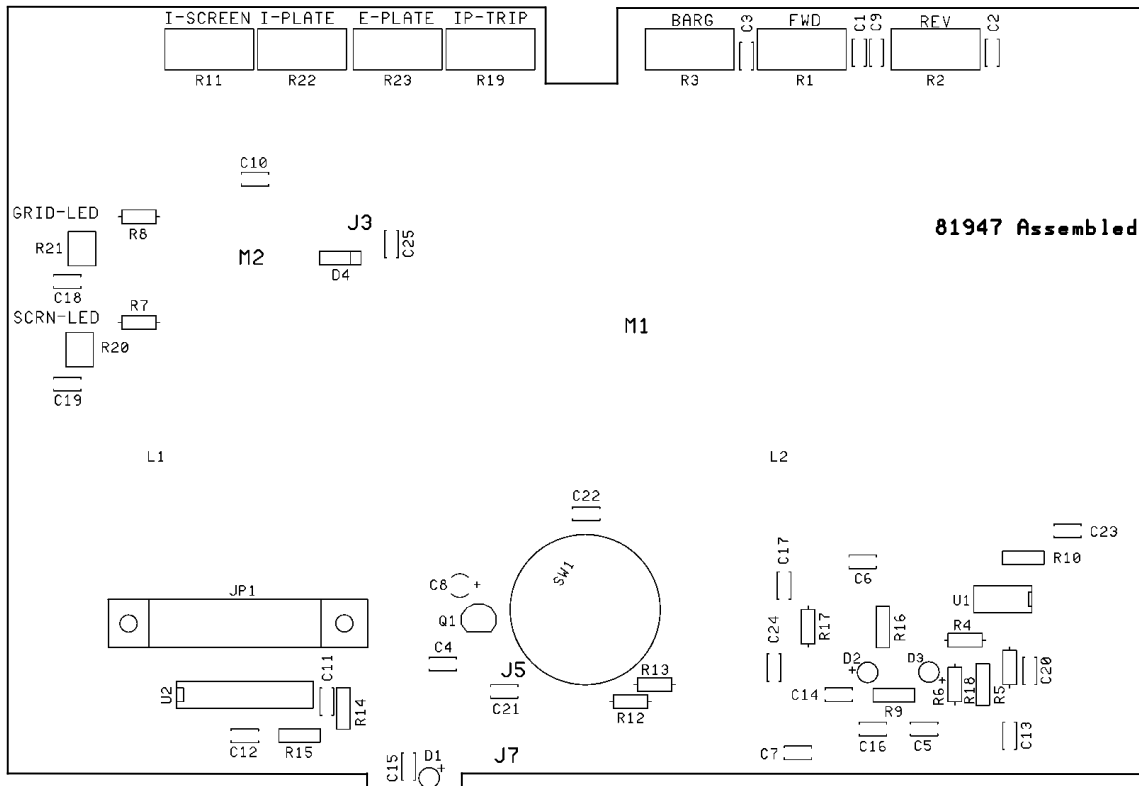 I-SCREEN I-PLATE E-PLATE IP-TRIP BARG C3 FWD C1 C9 REV C2
R11 R22 R23 R19 R3 R1 R2
C10
GRID-LED
R8
J3
C25
81947 Assembled
R21
M2
D4
C18
R7
SCRN-LED
M1
R20
C19
L1 L2
C22
C23
C17
R10
SW1
C6
C8 +
JP1
U1
Q1
R17
R16
R4
C24
C4
C11
D2
D3
+
J5
R13
C20
U2
C21
R14
C14
R6
+
R18
R5
R12
R9
C12
R15
C16
C5
C13
J7
C7
C15
D1
+